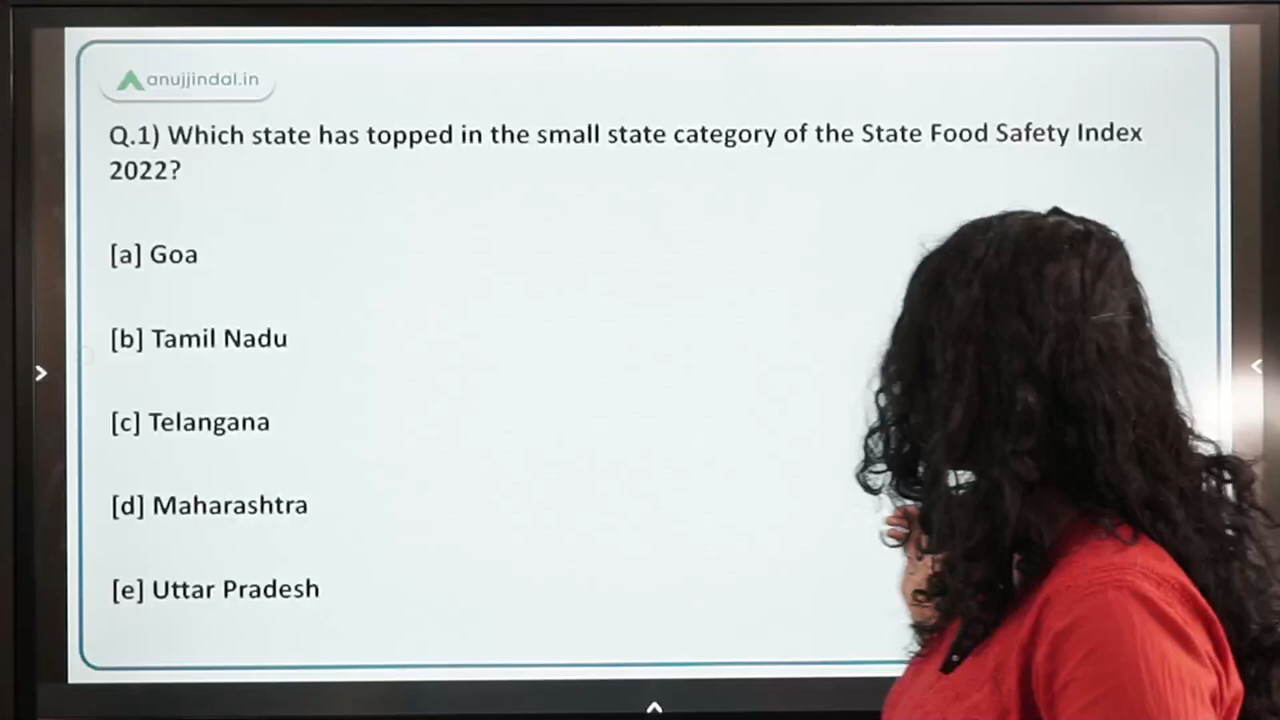 anujjindal.in
Q.1) Which state has topped in the small state category of the State Food Safety Index
2022?
[a] Goa
[b] Tamil Nadu
[c] Telangana
[d] Maharashtra
[e] Uttar Pradesh